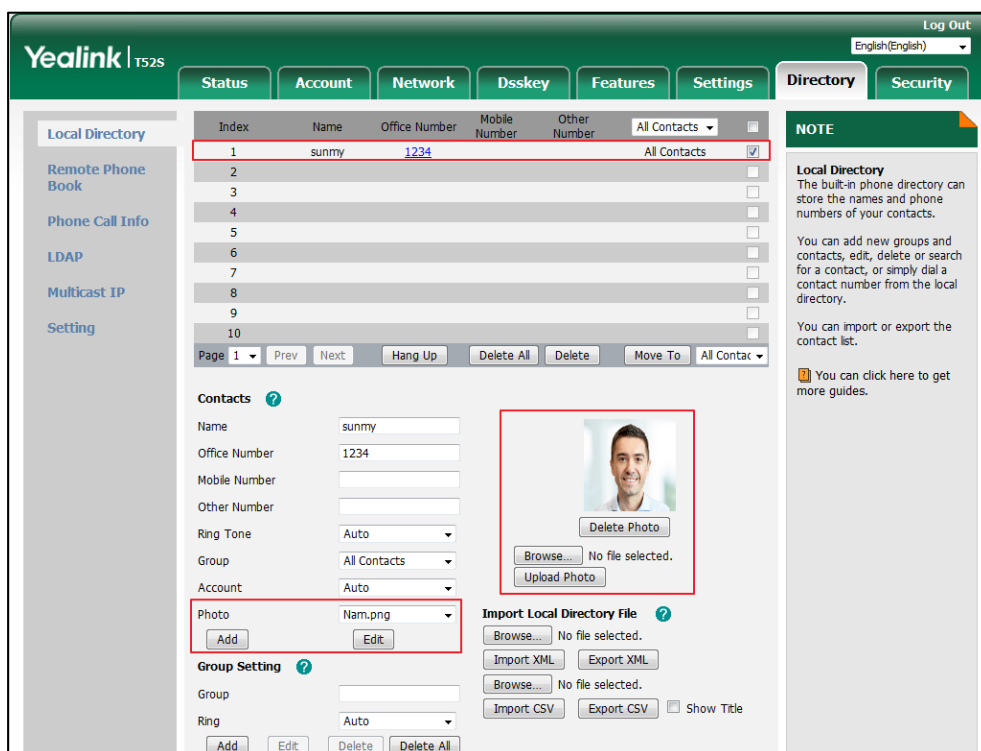 Log Out
Yealink | T52S
English(English)
Status Account Network Dsskey Features Settings Directory Security
Local Directory
Remote Phone Book
Phone Call Info
LDAP
Multicast IP
Setting
Index Name Office Number Mobile Number Other Number All Contacts
1 sunmy 1234 All Contacts
2
3
4
5
6
7
8
9
10
Page 1 Prev Next Hang Up Delete All Delete Move To All Contac
Contacts ?
Name sunmy
Office Number 1234
Mobile Number
Other Number
Ring Tone Auto
Group All Contacts
Account Auto
Photo Nam.png
Add Edit
Group Setting ?
Group
Ring Auto
Add Edit Delete Delete All
Delete Photo
Browse... No file selected.
Upload Photo
Import Local Directory File ?
Browse... No file selected.
Import XML Export XML
Browse... No file selected.
Import CSV Export CSV Show Title
NOTE
Local Directory
The built-in phone directory can
store the names and phone
numbers of your contacts.
You can add new groups and
contacts, edit, delete or search
for a contact, or simply dial a
contact number from the local
directory.
You can import or export the
contact list.
? You can click here to get
more guides.